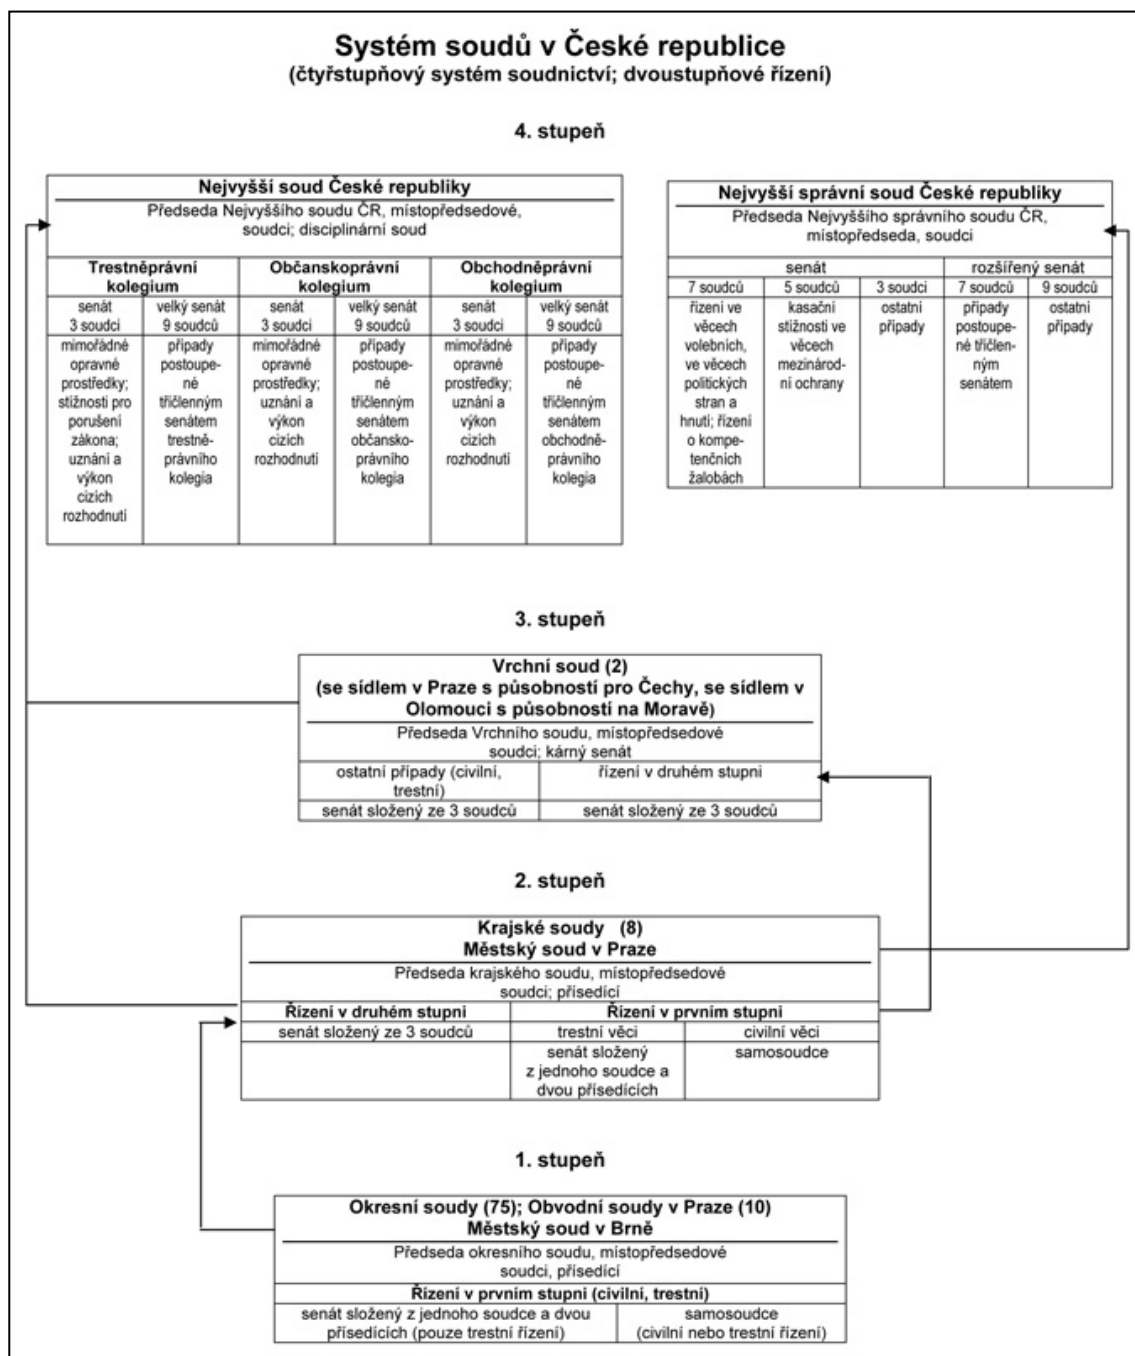 Systém soudů v České republice
(čtyřstupňový systém soudnictví; dvoustupňové řízení)
4. stupeň
Nejvyšší soud České republiky
Předseda Nejvyššího soudu ČR, místopředsedové,
soudci; disciplinární soud
Trestněprávní
kolegium
Občanskoprávní
kolegium
Obchodněprávní
kolegium
senát
3 soudci
velký senát
9 soudců
senát
3 soudci
velký senát
9 soudců
senát
3 soudci
velký senát
9 soudců
mimořádné
opravné
prostředky;
stížnosti pro
porušení
zákona;
uznání a
výkon
cizích
rozhodnutí
případy
postoupe-
né
tříčlenným
senátem
trestně-
právního
kolegia
mimořádné
opravné
prostředky;
uznání a
výkon
cizích
rozhodnutí
případy
postoupe-
né
tříčlenným
senátem
občansko-
právního
kolegia
mimořádné
opravné
prostředky;
uznání a
výkon
cizích
rozhodnutí
případy
postoupe-
né
tříčlenným
senátem
obchodně-
právního
kolegia
Nejvyšší správní soud České republiky
Předseda Nejvyššího správního soudu ČR,
místopředseda, soudci
senát
rozšířený senát
7 soudců
5 soudců
3 soudci
7 soudců
9 soudců
řízení ve
věcech
volebních,
ve věcech
politických
stran a
hnutí; řízení
o kompe-
tenčních
žalobách
kasační
stížnosti ve
věcech
mezinárod-
ní ochrany
ostatní
případy
případy
postoupe-
né tříčlen-
ným
senátem
ostatní
případy
3. stupeň
Vrchní soud (2)
(se sídlem v Praze s působností pro Čechy, se sídlem v
Olomouci s působností na Moravě)
Předseda Vrchního soudu, místopředsedové
soudci; kárný senát
ostatní případy (civilní,
trestní)
řízení v druhém stupni
senát složený ze 3 soudců
senát složený ze 3 soudců
2. stupeň
Krajské soudy (8)
Městský soud v Praze
Předseda krajského soudu, místopředsedové
soudci; přísedící
Řízení v druhém stupni
Řízení v prvním stupni
senát složený ze 3 soudců
trestní věci
civilní věci
senát složený
z jednoho soudce a
dvou přísedících
samosoudce
1. stupeň
Okresní soudy (75); Obvodní soudy v Praze (10)
Městský soud v Brně
Předseda okresního soudu, místopředsedové
soudci, přísedící
Řízení v prvním stupni (civilní, trestní)
senát složený z jednoho soudce a dvou
přísedících (pouze trestní řízení)
samosoudce
(civilní nebo trestní řízení)